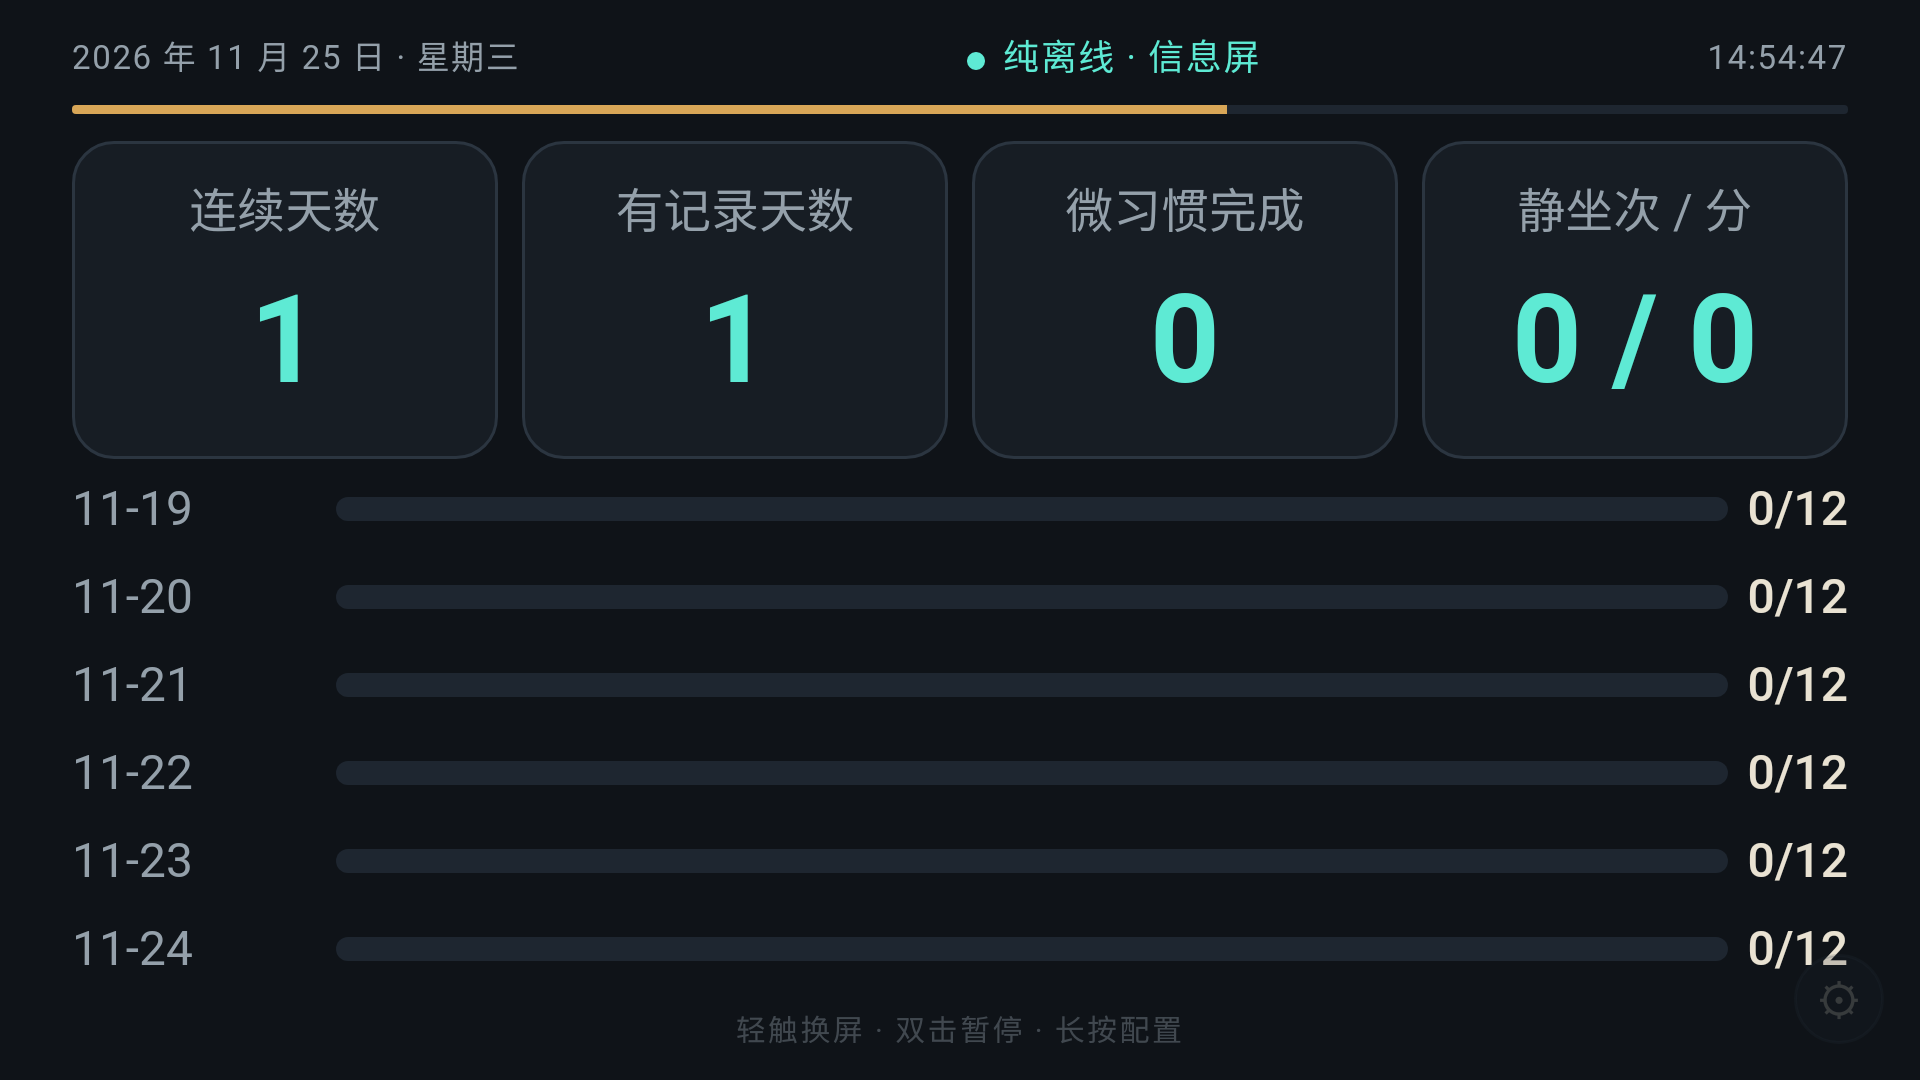 2026 年 11 月 25 日 · 星期三
纯离线 · 信息屏
14:54:47
连续天数
1
有记录天数
1
微习惯完成
0
静坐次 / 分
0 / 0
11-19 0/12
11-20 0/12
11-21 0/12
11-22 0/12
11-23 0/12
11-24 0/12
轻触换屏 · 双击暂停 · 长按配置